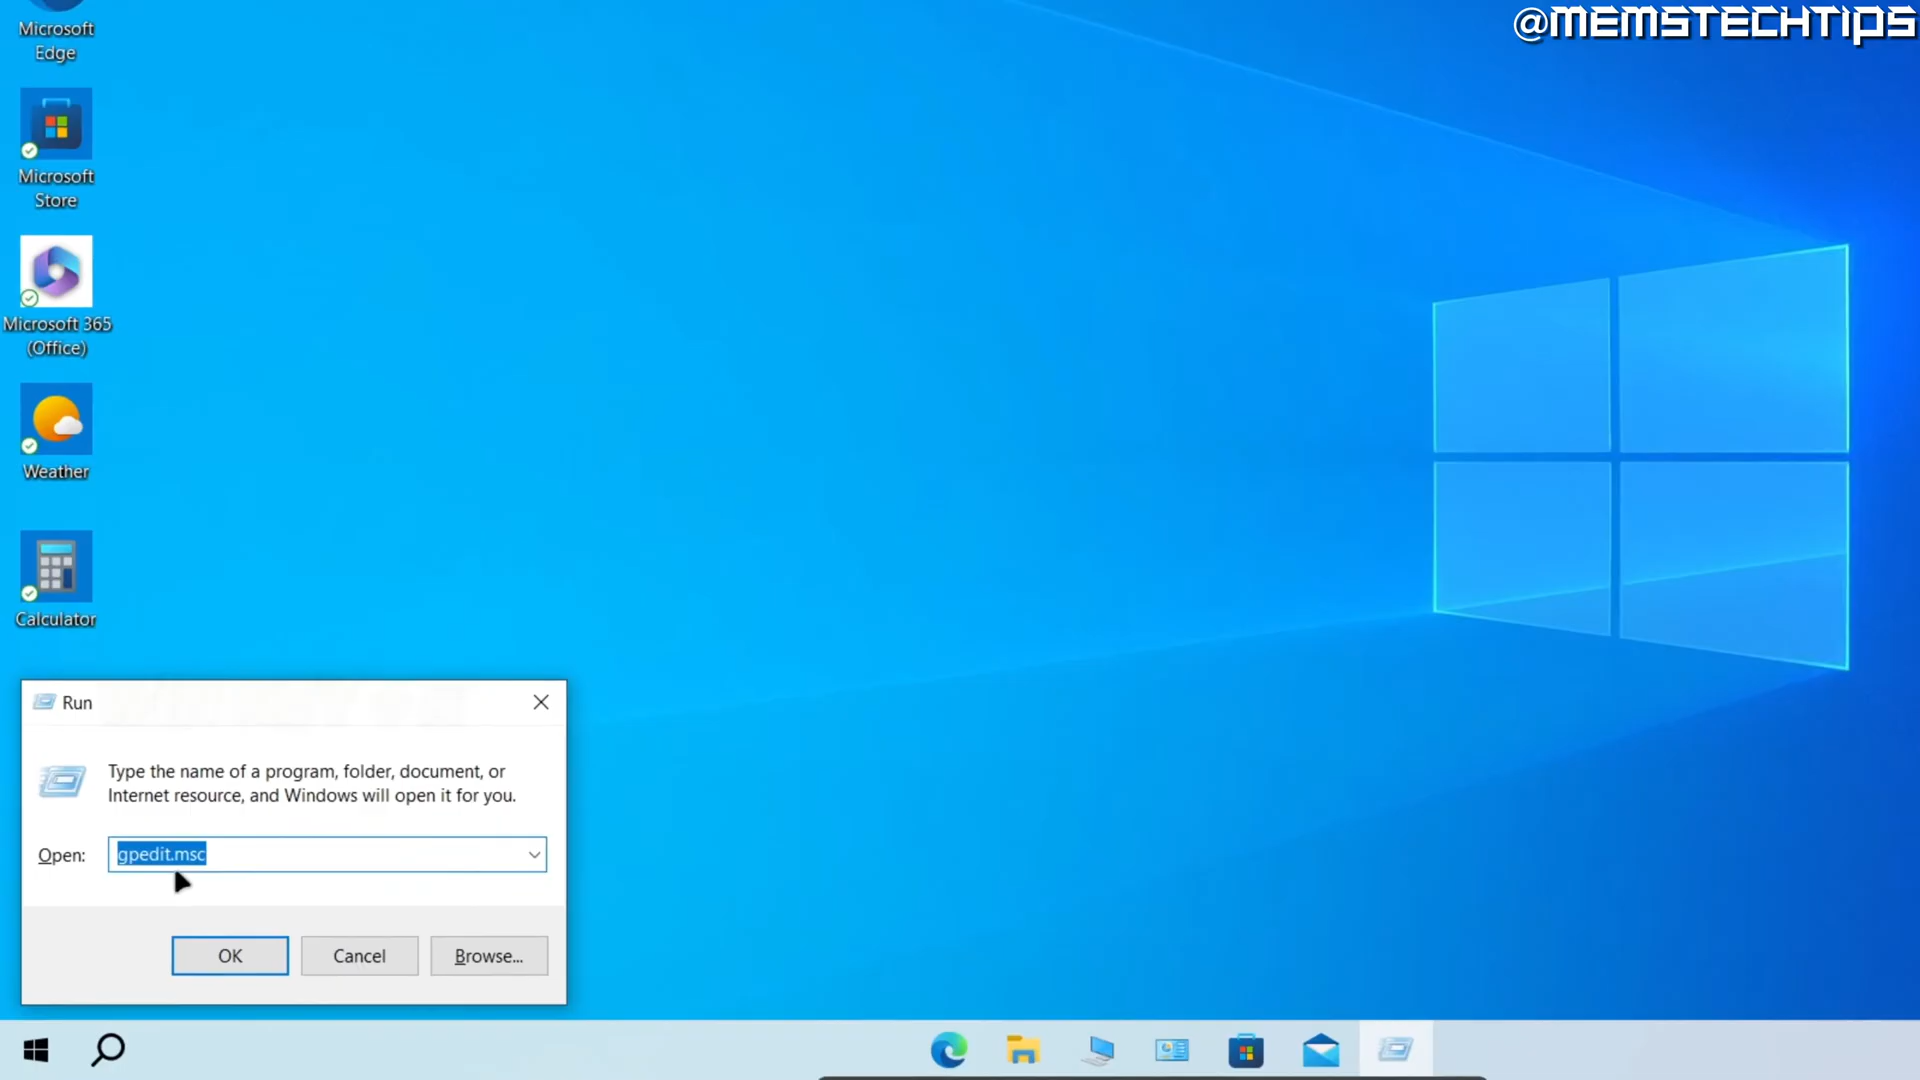 @MEMSTECHTIPS
Microsoft
Edge
Microsoft
Store
Microsoft 365
(Office)
Weather
Calculator
Run
Type the name of a program, folder, document, or
Internet resource, and Windows will open it for you.
Open:
gpedit.msc
OK
Cancel
Browse...